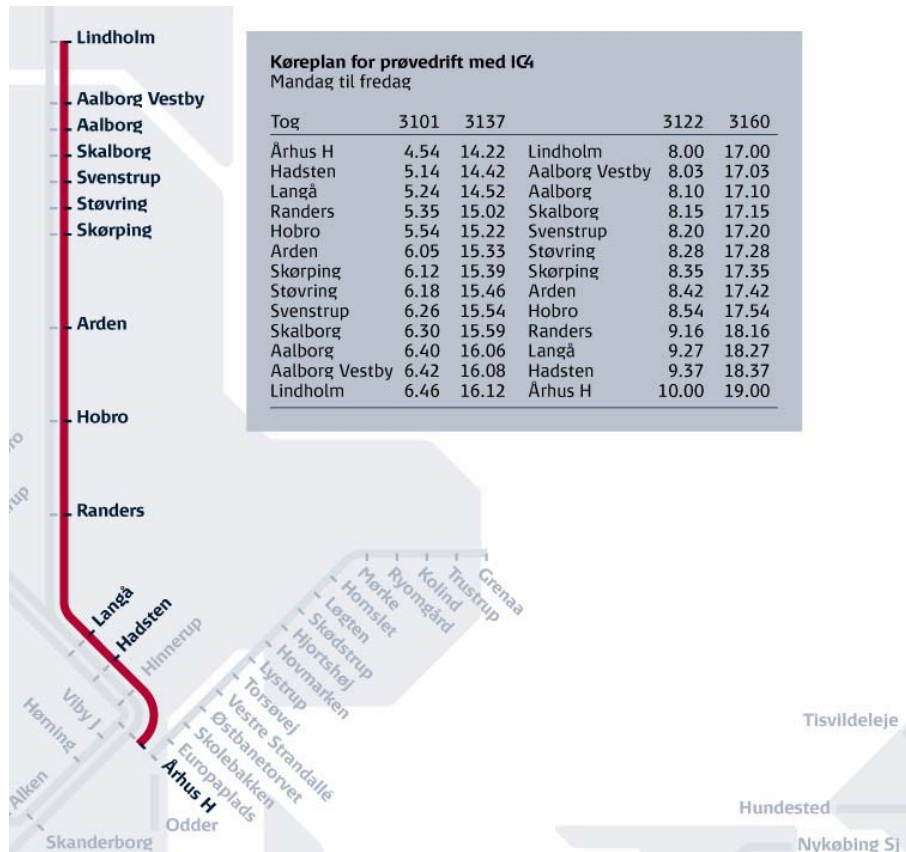 Lindholm
Aalborg Vestby
Aalborg
Skalborg
Svenstrup
Støvring
Skørping
Arden
Hobro
Randers
Langå
Hadsten
Hinnerup
Århus H
Køreplan for prøvedrift med IC4
Mandag til fredag
Tog 3101 3137 3122 3160
Århus H 4.54 14.22 Lindholm 8.00 17.00
Hadsten 5.14 14.42 Aalborg Vestby 8.03 17.03
Langå 5.24 14.52 Aalborg 8.10 17.10
Randers 5.35 15.02 Skalborg 8.15 17.15
Hobro 5.54 15.22 Svenstrup 8.20 17.20
Arden 6.05 15.33 Støvring 8.28 17.28
Skørping 6.12 15.39 Skørping 8.35 17.35
Støvring 6.18 15.46 Arden 8.42 17.42
Svenstrup 6.26 15.54 Hobro 8.54 17.54
Skalborg 6.30 15.59 Randers 9.16 18.16
Aalborg 6.40 16.06 Langå 9.27 18.27
Aalborg Vestby 6.42 16.08 Hadsten 9.37 18.37
Lindholm 6.46 16.12 Århus H 10.00 19.00
Viby J
Hørning
Alken
Skanderborg
Odder
Europaplads
Skolebakken
Østbanetorvet
Vestre Strandallé
Torsøvej
Lystrup
Hovmarken
Hjortshøj
Skødstrup
Løgten
Hornslet
Mørke
Ryomgård
Kolind
Trustrup
Grenaa
Tisvildeleje
Hundested
Nykøbing Sj